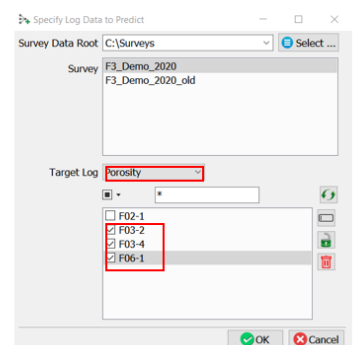 Specify Log Data to Predict
Survey Data Root C:\Surveys Select ...
Survey F3_Demo_2020
F3_Demo_2020_old
Target Log Porosity
*
F02-1
F03-2
F03-4
F06-1
OK Cancel